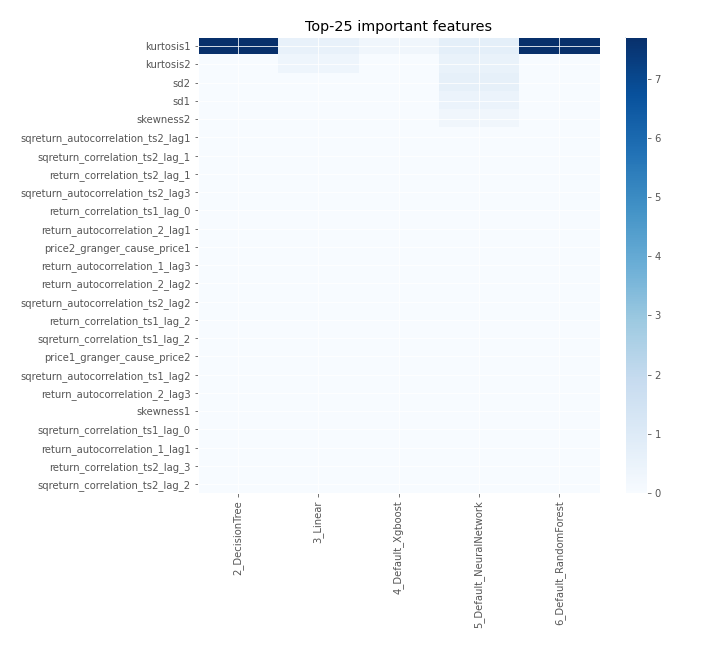 Top-25 important features
kurtosis1
kurtosis2
sd2
sd1
skewness2
sqreturn_autocorrelation_ts2_lag1
sqreturn_correlation_ts2_lag_1
return_correlation_ts2_lag_1
sqreturn_autocorrelation_ts2_lag3
return_correlation_ts1_lag_0
return_autocorrelation_2_lag1
price2_granger_cause_price1
return_autocorrelation_1_lag3
return_autocorrelation_2_lag2
sqreturn_autocorrelation_ts2_lag2
return_correlation_ts1_lag_2
sqreturn_correlation_ts1_lag_2
price1_granger_cause_price2
sqreturn_autocorrelation_ts1_lag2
return_autocorrelation_2_lag3
skewness1
sqreturn_correlation_ts1_lag_0
return_autocorrelation_1_lag1
return_correlation_ts2_lag_3
sqreturn_correlation_ts2_lag_2
2_DecisionTree
3_Linear
4_Default_Xgboost
5_Default_NeuralNetwork
6_Default_RandomForest
7
6
5
4
3
2
1
0